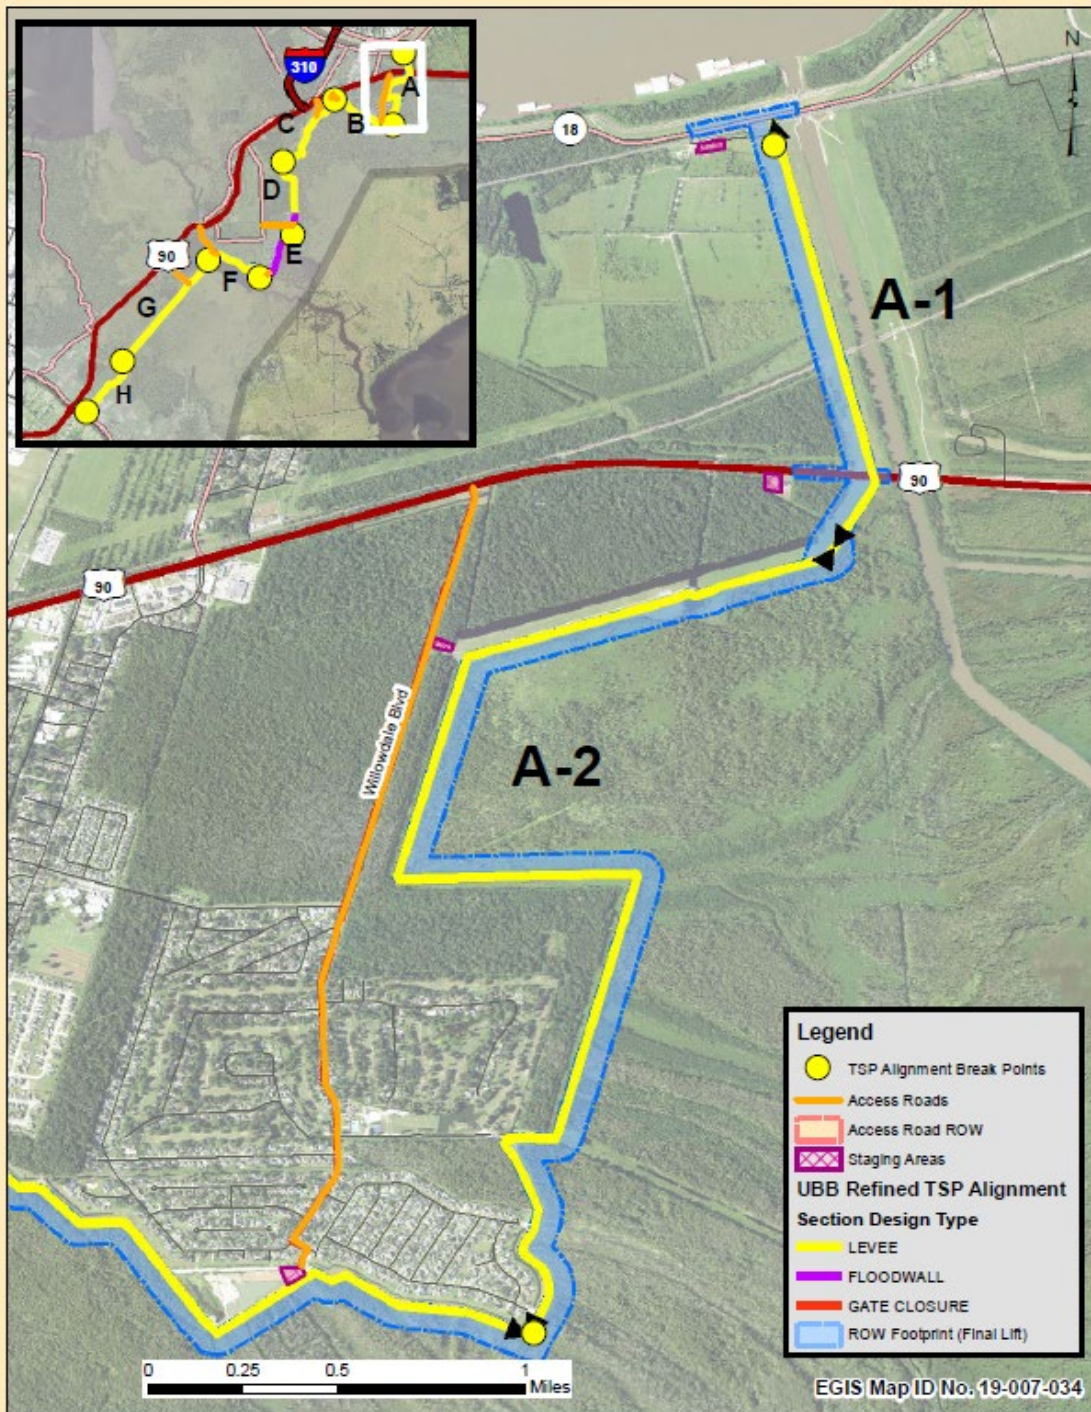 310
A
C
B
D
E
90
F
G
H
N
18
A-1
90
90
Willowdale Blvd
A-2
Legend
TSP Alignment Break Points
Access Roads
Access Road ROW
Staging Areas
UBB Refined TSP Alignment
Section Design Type
LEVEE
FLOODWALL
GATE CLOSURE
ROW Footprint (Final Lift)
0 0.25 0.5 1
Miles
EGIS Map ID No. 19-007-034